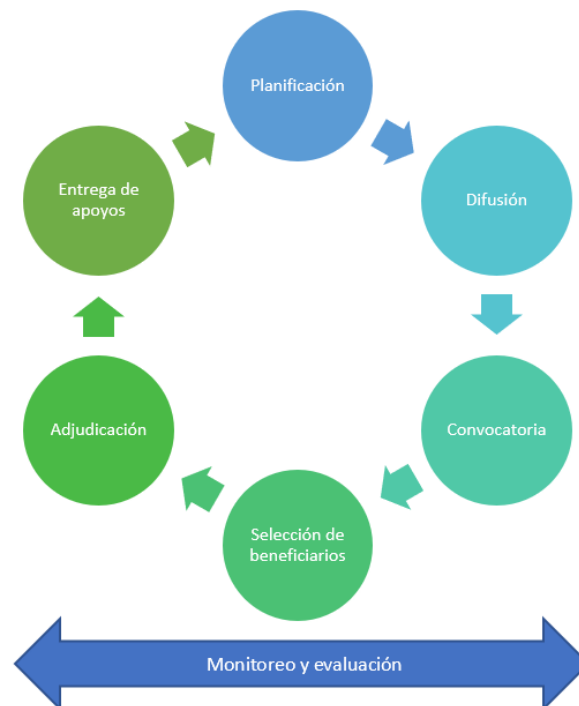 Planificación
Difusión
Convocatoria
Selección de
beneficiarios
Adjudicación
Entrega de
apoyos
Monitoreo y evaluación